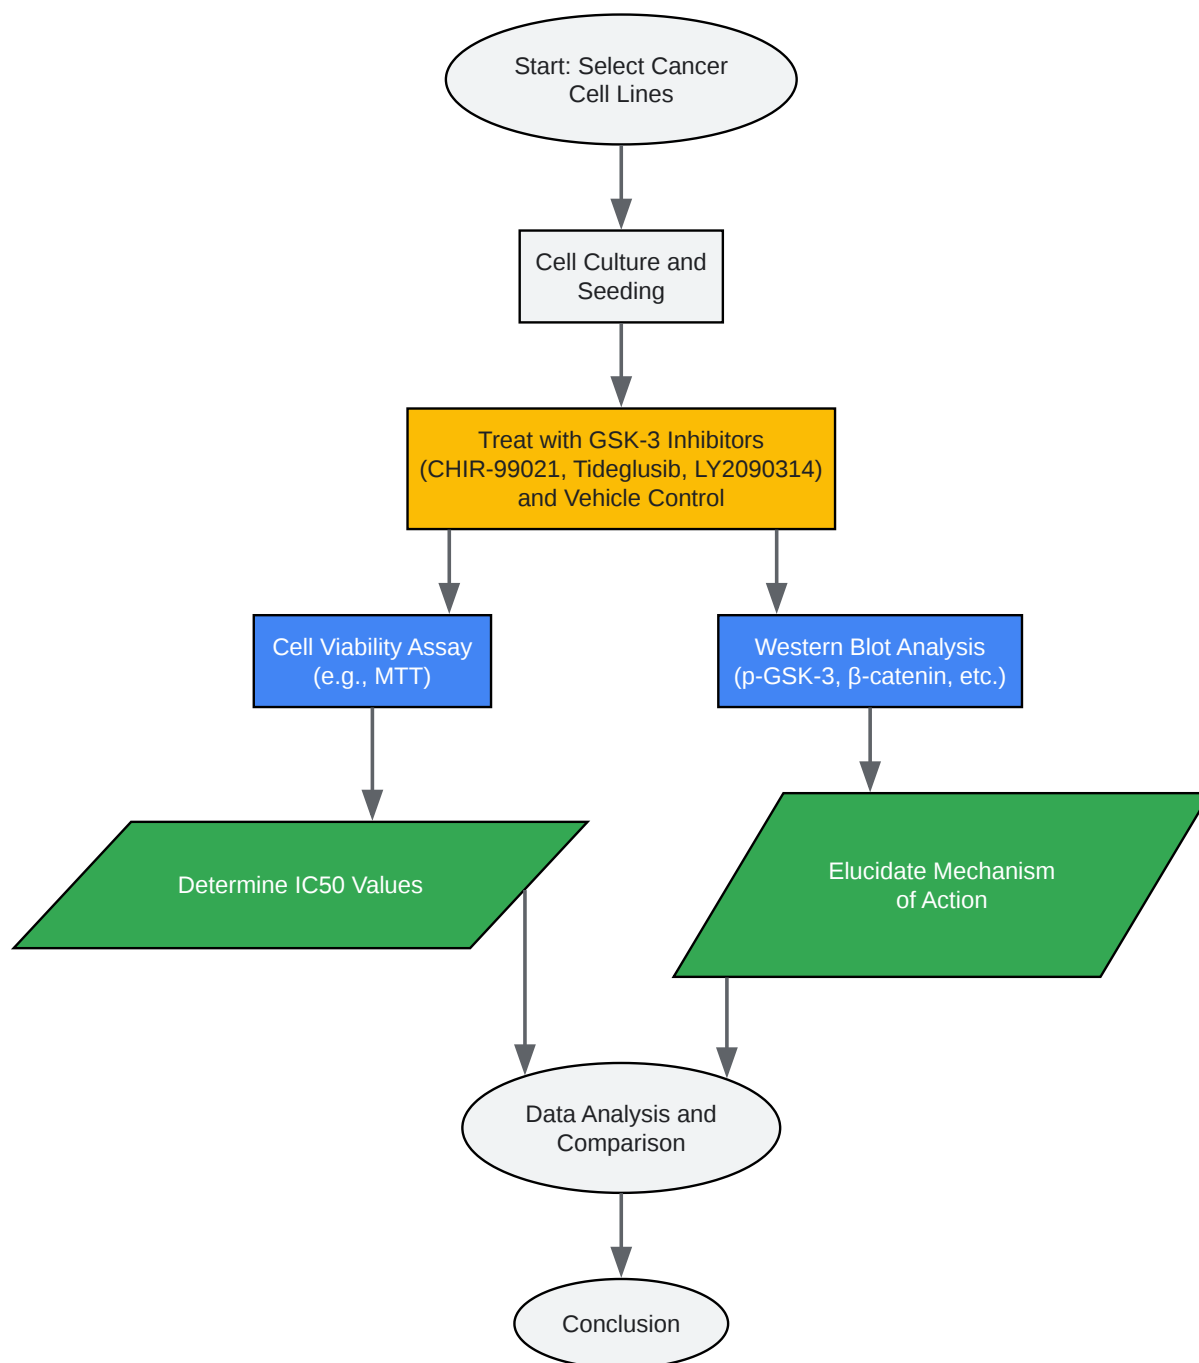 Start: Select Cancer
Cell Lines
Cell Culture and
Seeding
Treat with GSK-3 Inhibitors
(CHIR-99021, Tideglusib, LY2090314)
and Vehicle Control
Cell Viability Assay
(e.g., MTT)
Western Blot Analysis
(p-GSK-3, β-catenin, etc.)
Determine IC50 Values
Elucidate Mechanism
of Action
Data Analysis and
Comparison
Conclusion